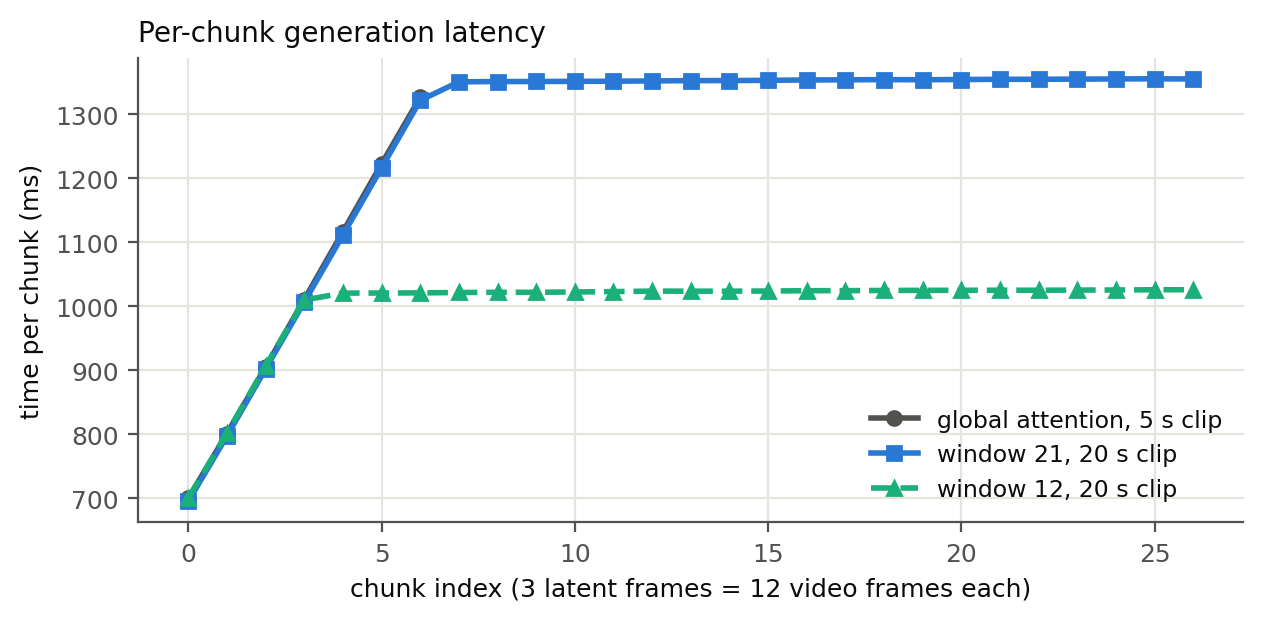 Per-chunk generation latency
time per chunk (ms)
1300
1200
1100
1000
900
800
700
global attention, 5 s clip
window 21, 20 s clip
window 12, 20 s clip
0 5 10 15 20 25
chunk index (3 latent frames = 12 video frames each)